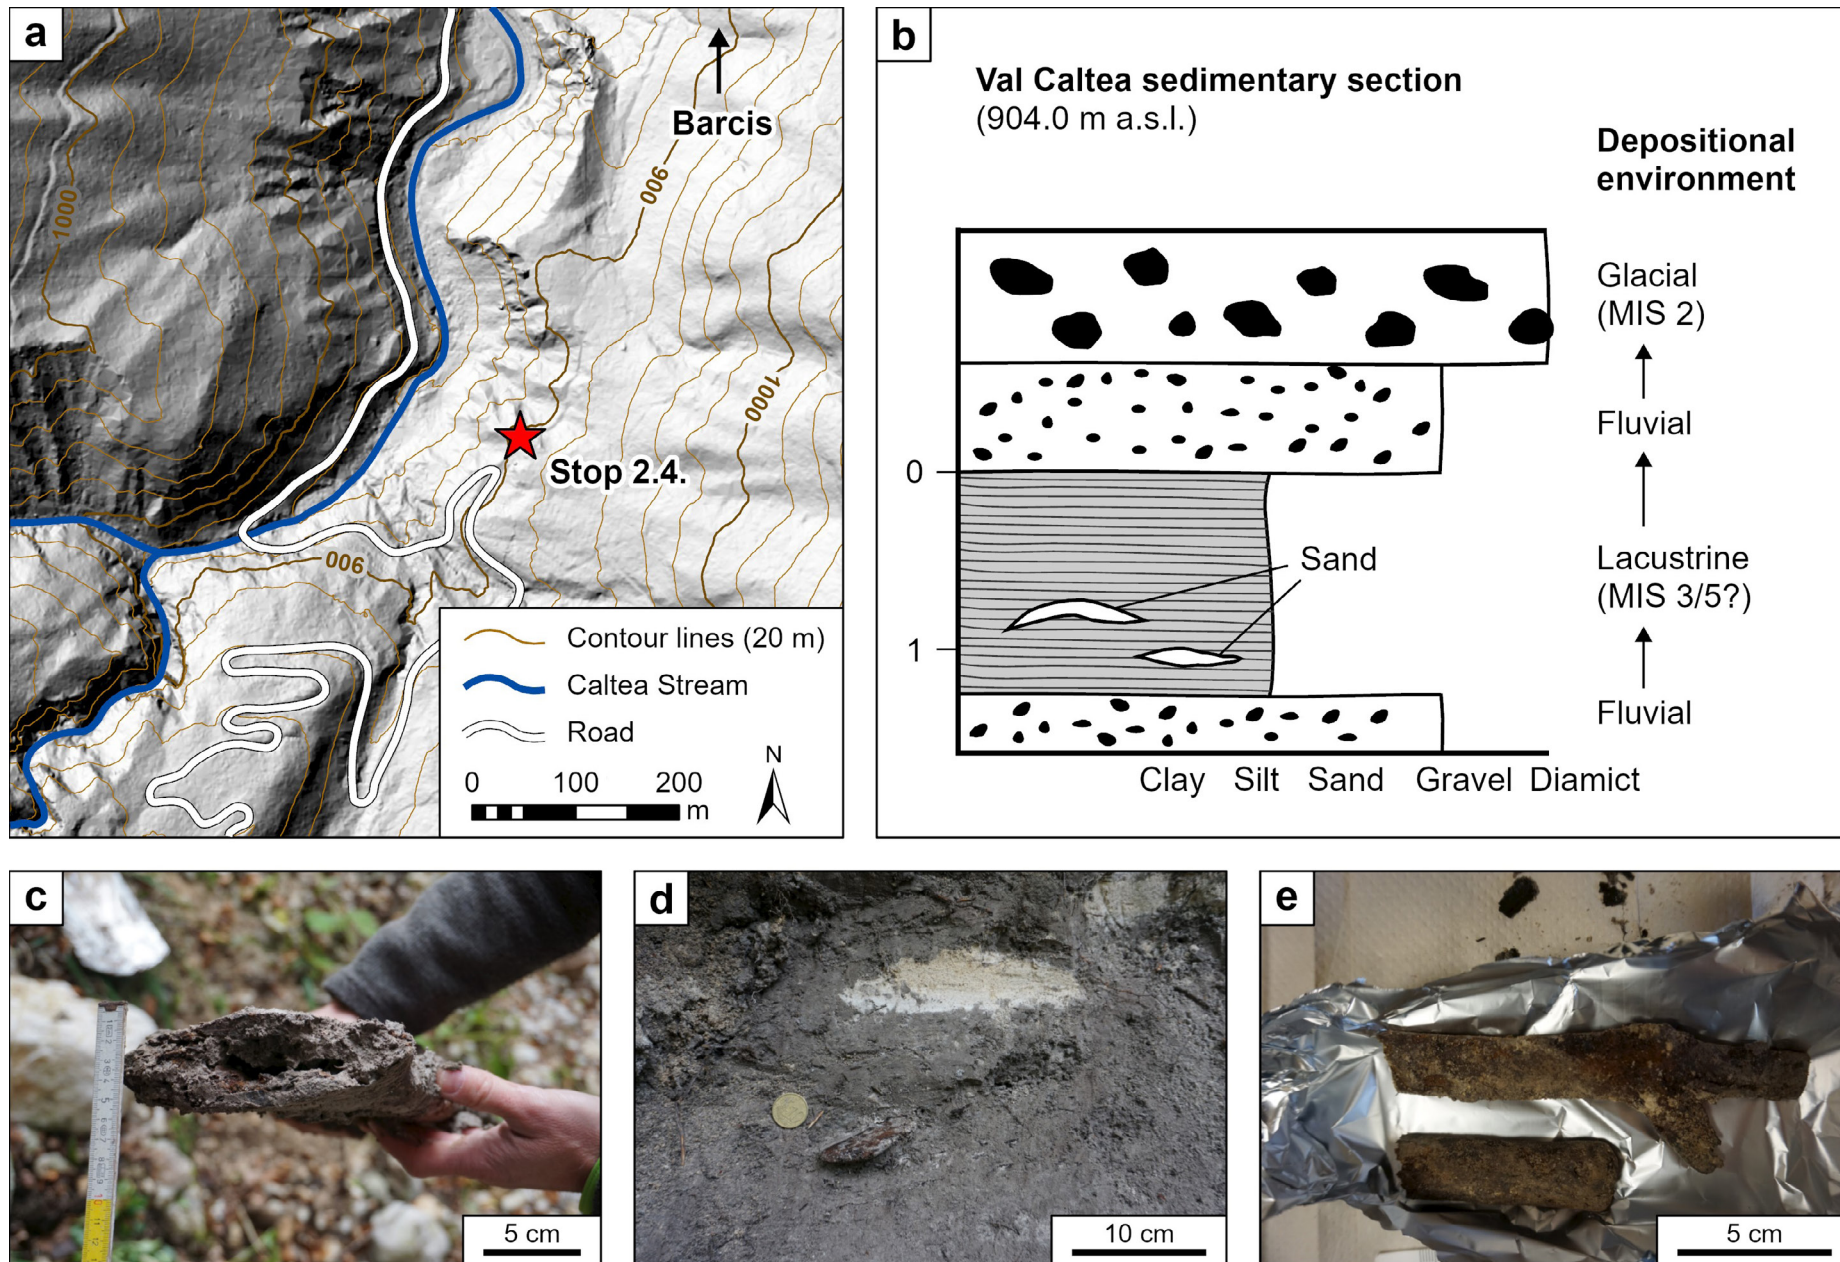 a
Barcis
1000
900
1000
900
Stop 2.4.
Contour lines (20 m)
Caltea Stream
Road
N
0 100 200
m
b
Val Caltea sedimentary section
(904.0 m a.s.l.)
Depositional
environment
Glacial
(MIS 2)
Fluvial
0
Sand
Lacustrine
(MIS 3/5?)
1
Fluvial
Clay Silt Sand Gravel Diamict
c
5 cm
d
10 cm
e
5 cm